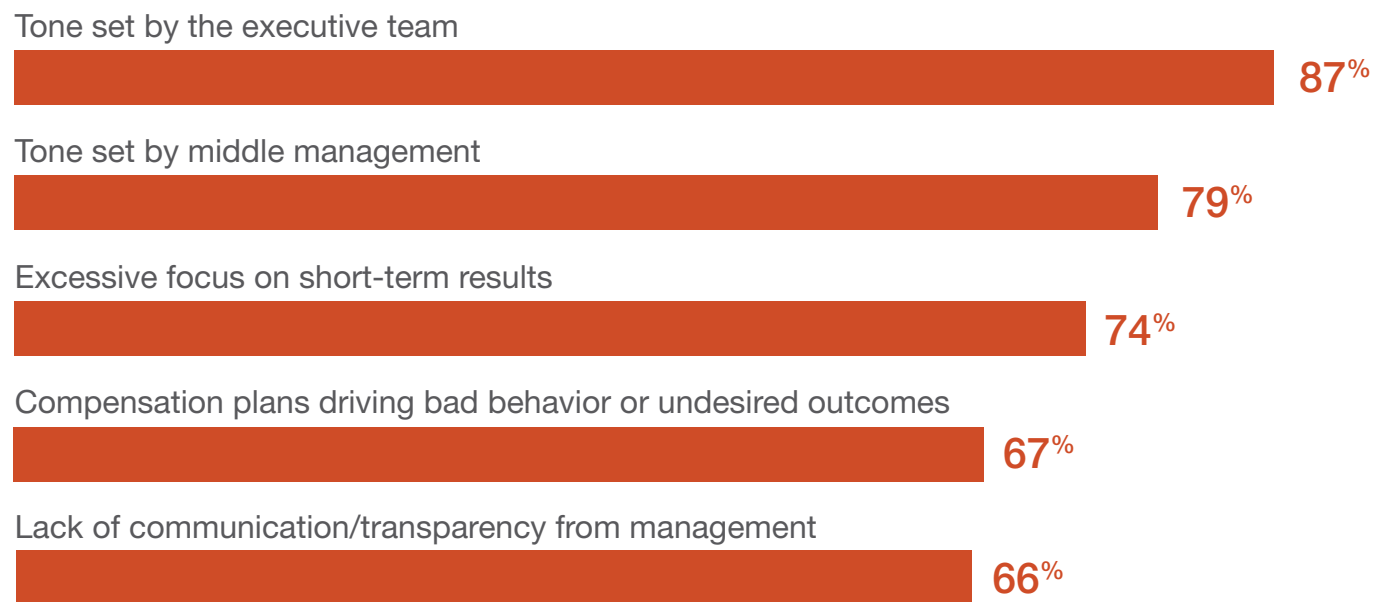 Tone set by the executive team
87%
Tone set by middle management
79%
Excessive focus on short-term results
74%
Compensation plans driving bad behavior or undesired outcomes
67%
Lack of communication/transparency from management
66%